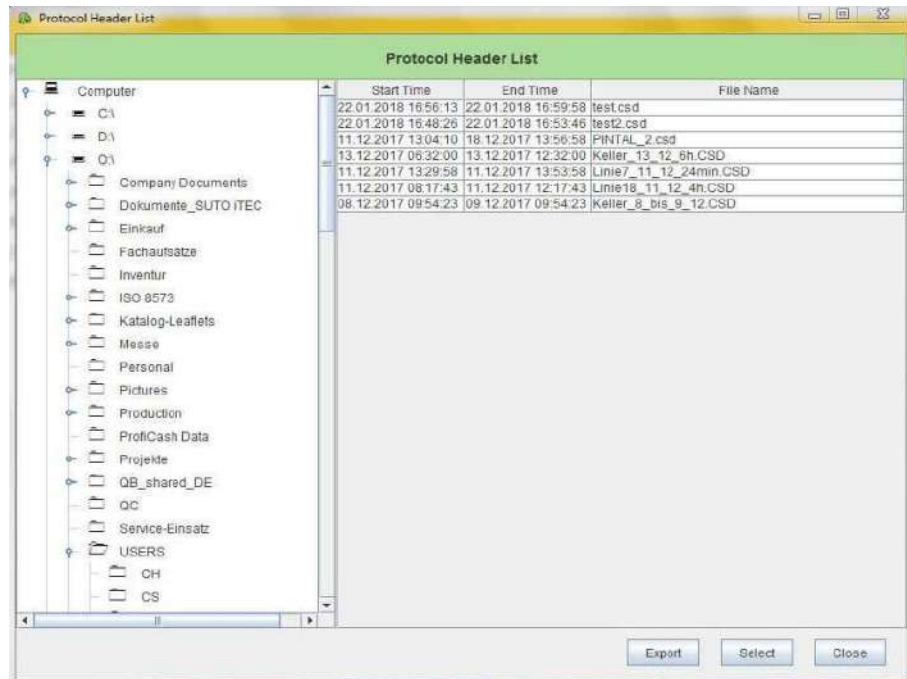 Protocol Header List
Protocol Header List
Computer
C:\
D:\
O:\
Company Documents
Dokumente_SUTO iTEC
Einkauf
Fachaufsätze
Inventur
ISO 8573
Katalog-Leaflets
Messe
Personal
Pictures
Production
ProfiCash Data
Projekte
QB_shared_DE
QC
Service-Einsatz
USERS
CH
CS
Start Time End Time File Name
22.01.2018 16:56:13 22.01.2018 16:59:58 test.csd
22.01.2018 16:48:26 22.01.2018 16:53:46 test2.csd
11.12.2017 13:04:10 18.12.2017 13:56:58 PINTAL_2.csd
13.12.2017 06:32:00 13.12.2017 12:32:00 Keller_13_12_6h.CSD
11.12.2017 13:29:58 11.12.2017 13:53:58 Linie7_11_12_24min.CSD
11.12.2017 08:17:43 11.12.2017 12:17:43 Linie18_11_12_4h.CSD
08.12.2017 09:54:23 09.12.2017 09:54:23 Keller_8_bis_9_12.CSD
Export Select Close